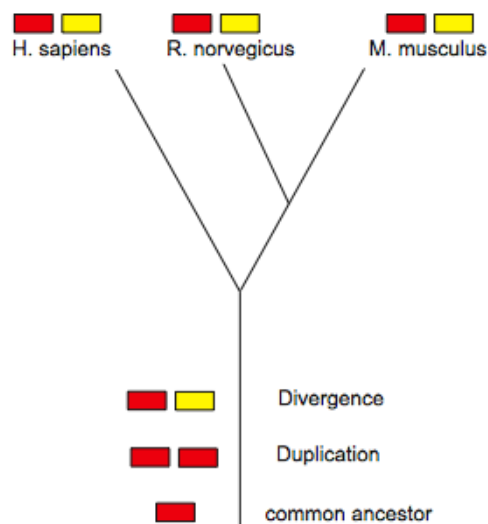 H. sapiens R. norvegicus M. musculus
Divergence
Duplication
common ancestor